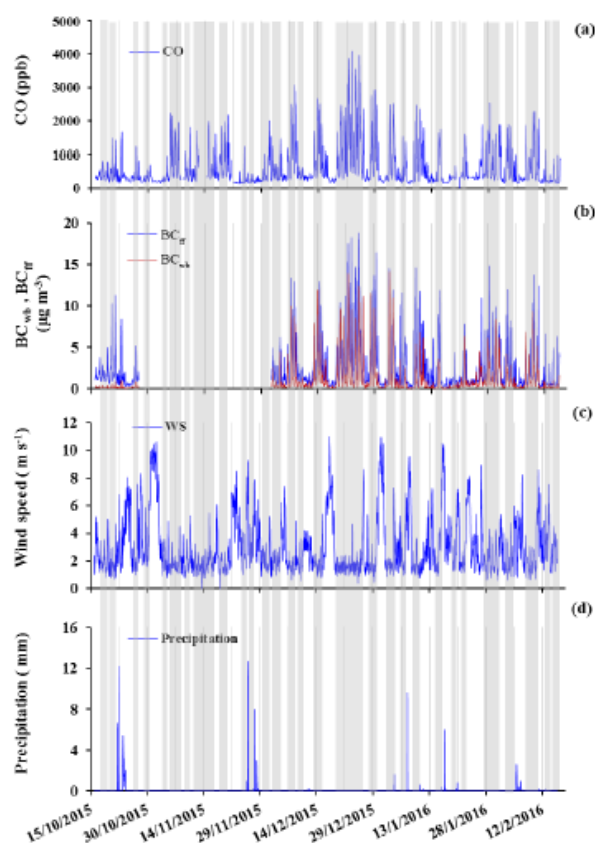 (a)
CO (ppb)
5000
4000
3000
2000
1000
0
CO
(b)
BCwb , BCff
(µg m-3)
20
15
10
5
0
BCff
BCwb
(c)
Wind speed ( m s-1)
12
10
8
6
4
2
0
WS
(d)
Precipitation ( mm)
16
12
8
4
0
Precipitation
15/10/2015
30/10/2015
14/11/2015
29/11/2015
14/12/2015
29/12/2015
13/1/2016
28/1/2016
12/2/2016